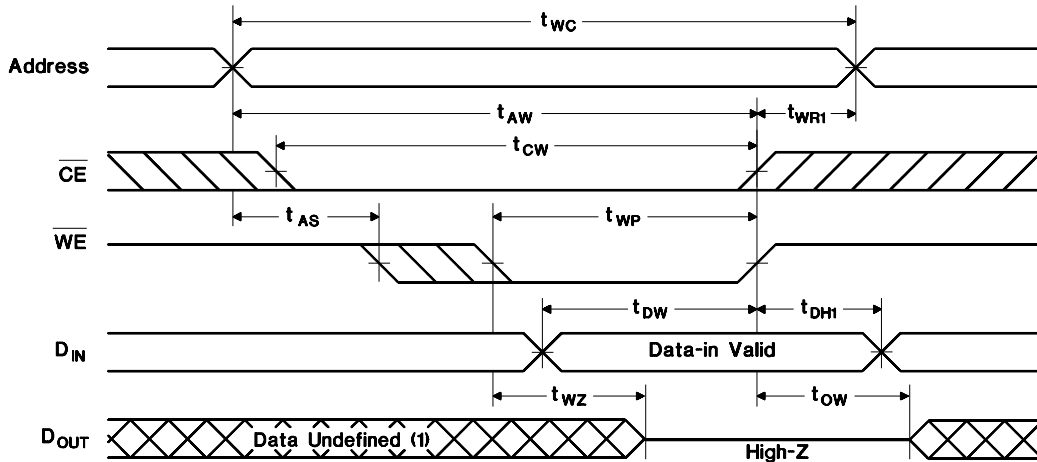 tWC
Address
tAW
tWR1
tCW
CE
tAS
tWP
WE
tDW
tDH1
DIN
Data-in Valid
tWZ
tOW
DOUT
Data Undefined (1)
High-Z